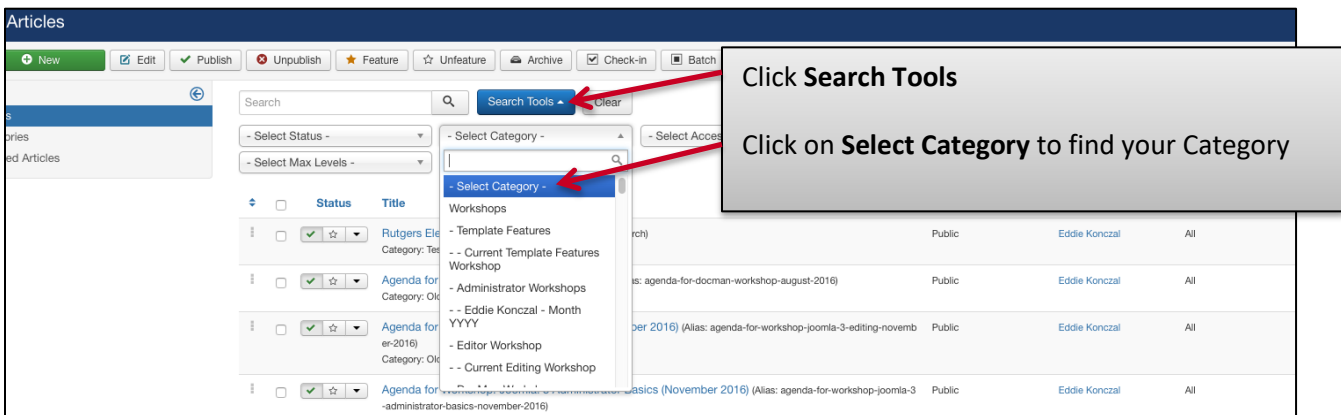 Articles
New Edit Publish Unpublish Feature Unfeature Archive Check-in Batch
Click Search Tools
Search Search Tools Clear
s
ories - Select Status - - Select Category - - Select Acces
Click on Select Category to find your Category
ed Articles - Select Max Levels -
- Select Category -
Workshops
- Template Features
- - Current Template Features
Workshop
- Administrator Workshops
- - Eddie Konczal - Month
YYYY
- Editor Workshop
- - Current Editing Workshop
Status Title
Rutgers Ele rch) Public Eddie Konczal All
Category: Tes
Agenda for as: agenda-for-docman-workshop-august-2016) Public Eddie Konczal All
Category: Old
Agenda for ber 2016) (Alias: agenda-for-workshop-joomla-3-editing-novemb Public Eddie Konczal All
er-2016)
Category: Old
Agenda for Basics (November 2016) (Alias: agenda-for-workshop-joomla-3 Public Eddie Konczal All
-administrator-basics-november-2016)